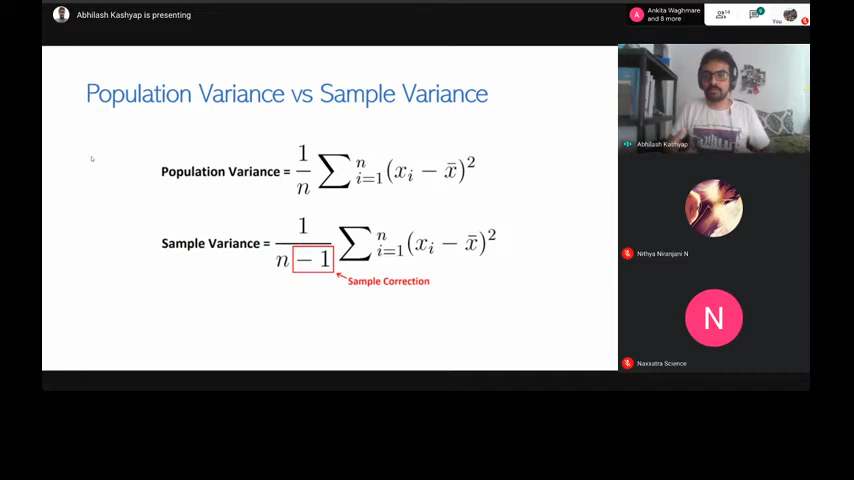 Abhilash Kashyap is presenting
A
Ankita Waghmare
and 8 more
14
9
You
Population Variance vs Sample Variance
Population Variance = 1/n ∑ⁿᵢ₌₁ (xᵢ − x̄)²
Sample Variance = 1/(n − 1) ∑ⁿᵢ₌₁ (xᵢ − x̄)²
Sample Correction
Abhilash Kashyap
Nithya Niranjani N
N
Naxxatra Science